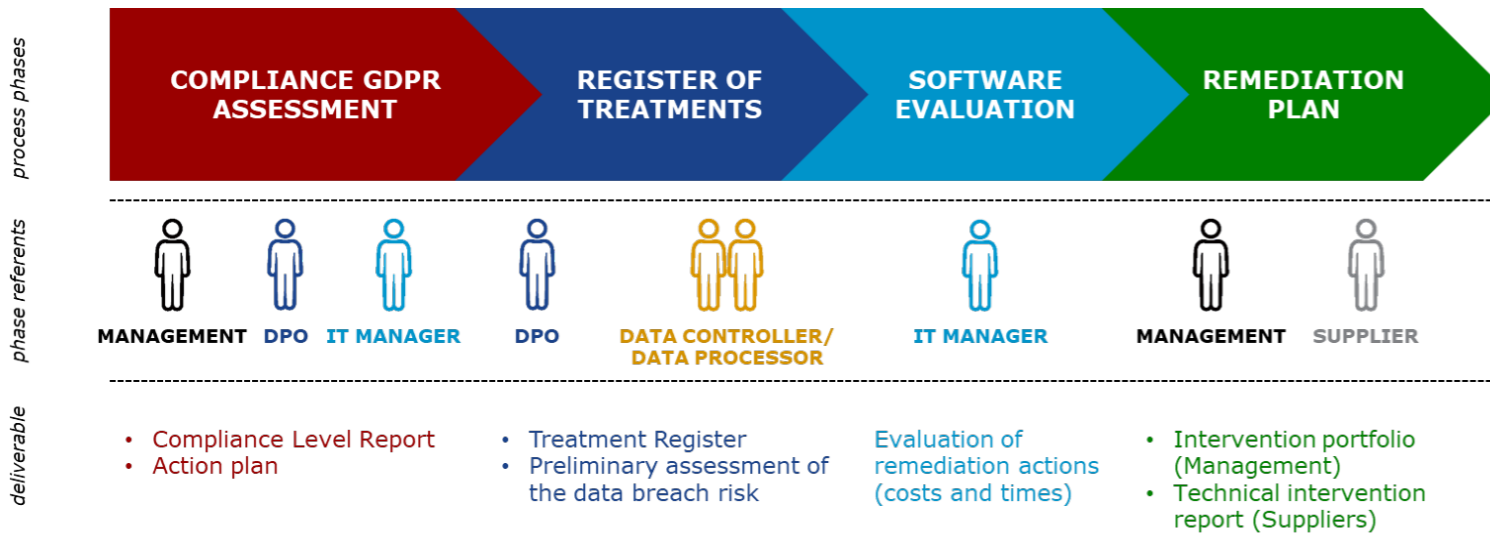 process phases
COMPLIANCE GDPR
ASSESSMENT
REGISTER OF
TREATMENTS
SOFTWARE
EVALUATION
REMEDIATION
PLAN
phase referents
MANAGEMENT
DPO
IT MANAGER
DPO
DATA CONTROLLER/
DATA PROCESSOR
IT MANAGER
MANAGEMENT
SUPPLIER
deliverable
• Compliance Level Report
• Action plan
• Treatment Register
• Preliminary assessment of
the data breach risk
Evaluation of
remediation actions
(costs and times)
• Intervention portfolio
(Management)
• Technical intervention
report (Suppliers)